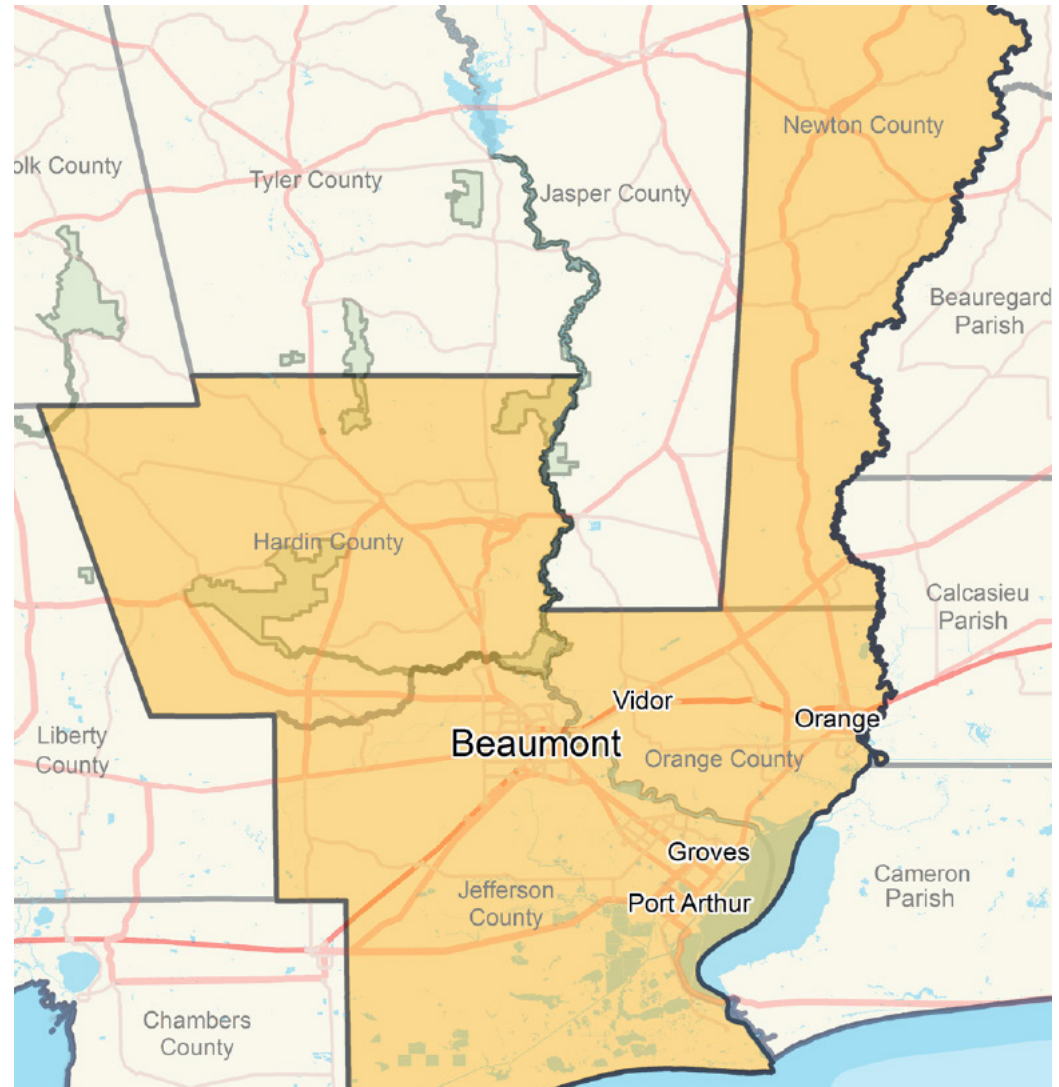 Newton County
olk County
Tyler County
Jasper County
Beauregard
Parish
Hardin County
Calcasieu
Parish
Vidor
Orange
Liberty
County
Beaumont
Orange County
Groves
Cameron
Parish
Jefferson
County
Port Arthur
Chambers
County